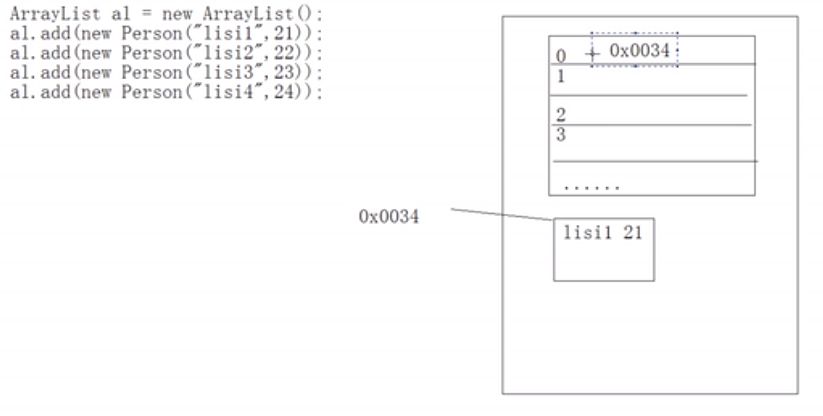 ArrayList al = new ArrayList();
al.add(new Person("lisi1",21));
al.add(new Person("lisi2",22));
al.add(new Person("lisi3",23));
al.add(new Person("lisi4",24));
0 0x0034
1
2
3
......
0x0034
lisi1 21